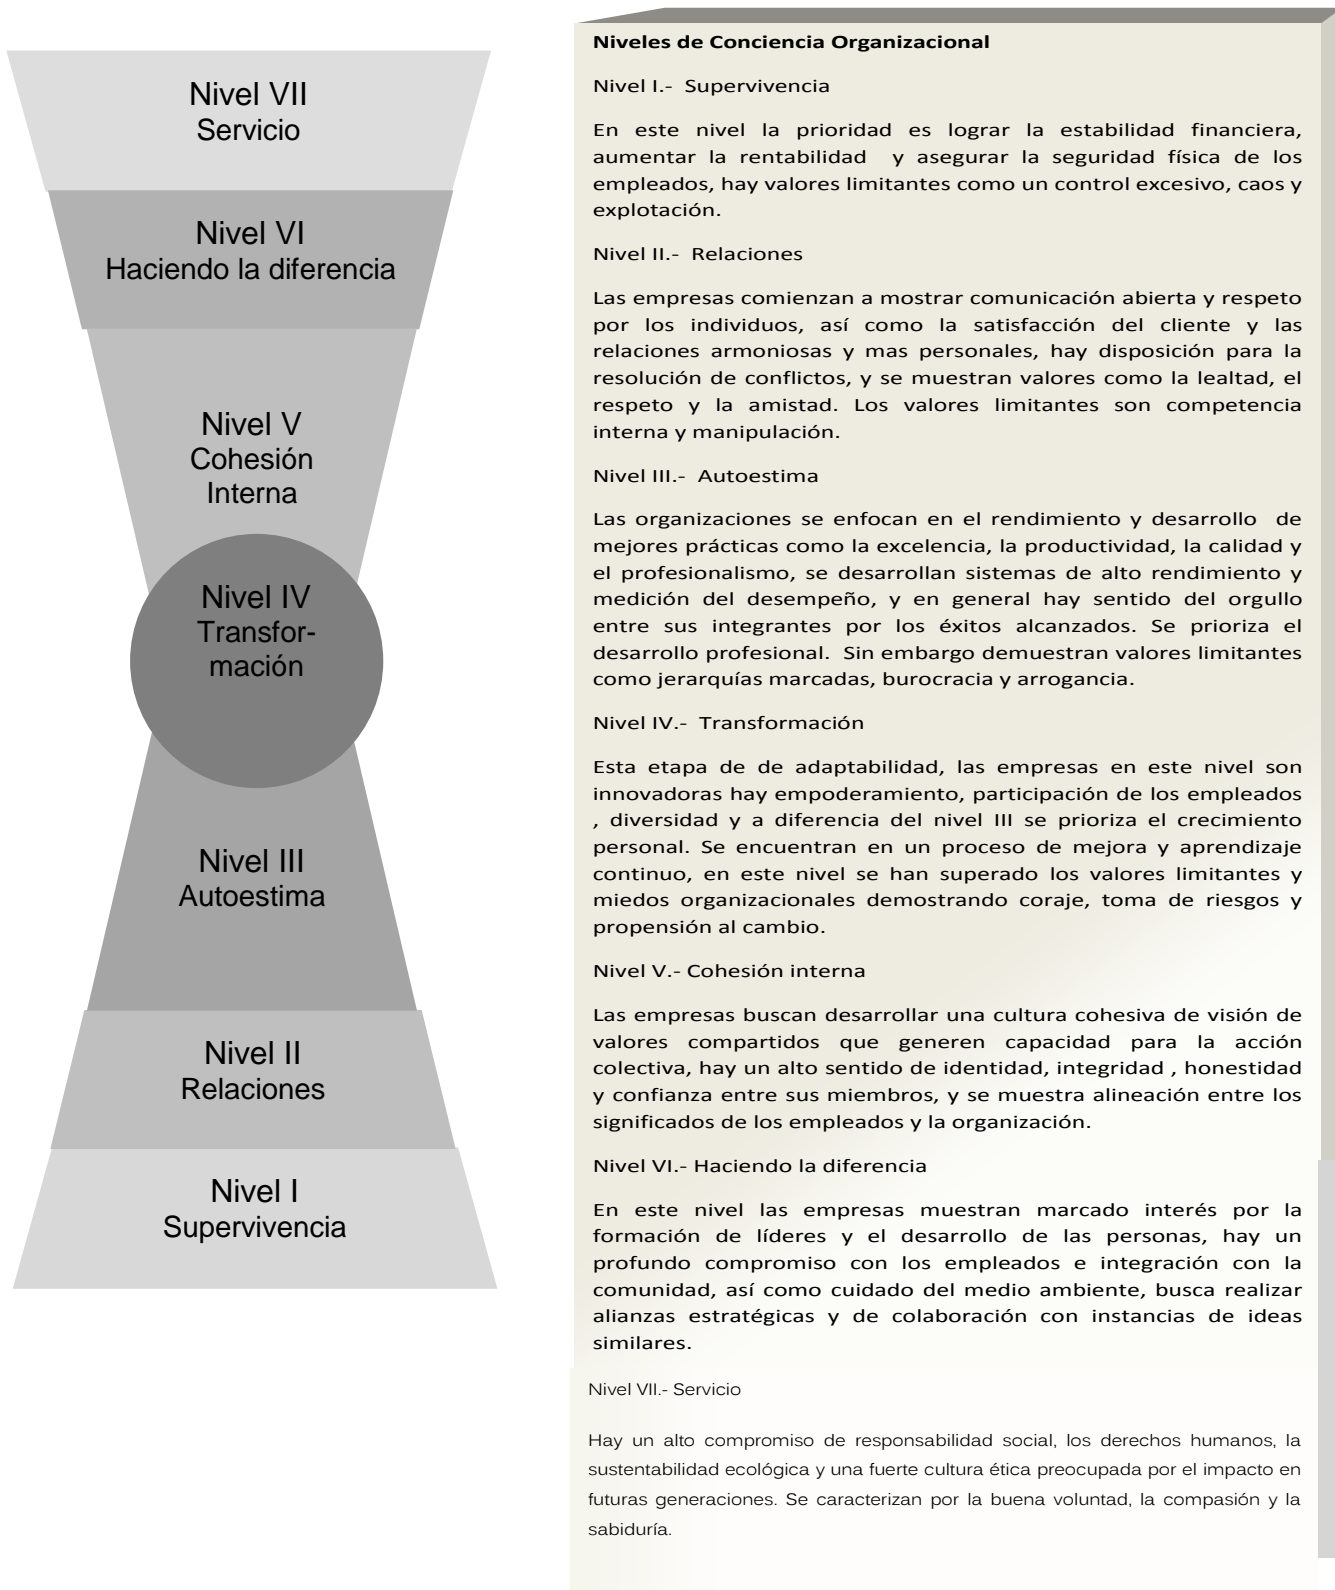 Nivel VII
Servicio
Nivel VI
Haciendo la diferencia
Nivel V
Cohesión
Interna
Nivel IV
Transfor-
mación
Nivel III
Autoestima
Nivel II
Relaciones
Nivel I
Supervivencia
Niveles de Conciencia Organizacional
Nivel I.- Supervivencia
En este nivel la prioridad es lograr la estabilidad financiera,
aumentar la rentabilidad y asegurar la seguridad física de los
empleados, hay valores limitantes como un control excesivo, caos y
explotación.
Nivel II.- Relaciones
Las empresas comienzan a mostrar comunicación abierta y respeto
por los individuos, así como la satisfacción del cliente y las
relaciones armoniosas y mas personales, hay disposición para la
resolución de conflictos, y se muestran valores como la lealtad, el
respeto y la amistad. Los valores limitantes son competencia
interna y manipulación.
Nivel III.- Autoestima
Las organizaciones se enfocan en el rendimiento y desarrollo de
mejores prácticas como la excelencia, la productividad, la calidad y
el profesionalismo, se desarrollan sistemas de alto rendimiento y
medición del desempeño, y en general hay sentido del orgullo
entre sus integrantes por los éxitos alcanzados. Se prioriza el
desarrollo profesional. Sin embargo demuestran valores limitantes
como jerarquías marcadas, burocracia y arrogancia.
Nivel IV.- Transformación
Esta etapa de de adaptabilidad, las empresas en este nivel son
innovadoras hay empoderamiento, participación de los empleados
, diversidad y a diferencia del nivel III se prioriza el crecimiento
personal. Se encuentran en un proceso de mejora y aprendizaje
continuo, en este nivel se han superado los valores limitantes y
miedos organizacionales demostrando coraje, toma de riesgos y
propensión al cambio.
Nivel V.- Cohesión interna
Las empresas buscan desarrollar una cultura cohesiva de visión de
valores compartidos que generen capacidad para la acción
colectiva, hay un alto sentido de identidad, integridad , honestidad
y confianza entre sus miembros, y se muestra alineación entre los
significados de los empleados y la organización.
Nivel VI.- Haciendo la diferencia
En este nivel las empresas muestran marcado interés por la
formación de líderes y el desarrollo de las personas, hay un
profundo compromiso con los empleados e integración con la
comunidad, así como cuidado del medio ambiente, busca realizar
alianzas estratégicas y de colaboración con instancias de ideas
similares.
Nivel VII.- Servicio
Hay un alto compromiso de responsabilidad social, los derechos humanos, la
sustentabilidad ecológica y una fuerte cultura ética preocupada por el impacto en
futuras generaciones. Se caracterizan por la buena voluntad, la compasión y la
sabiduría.